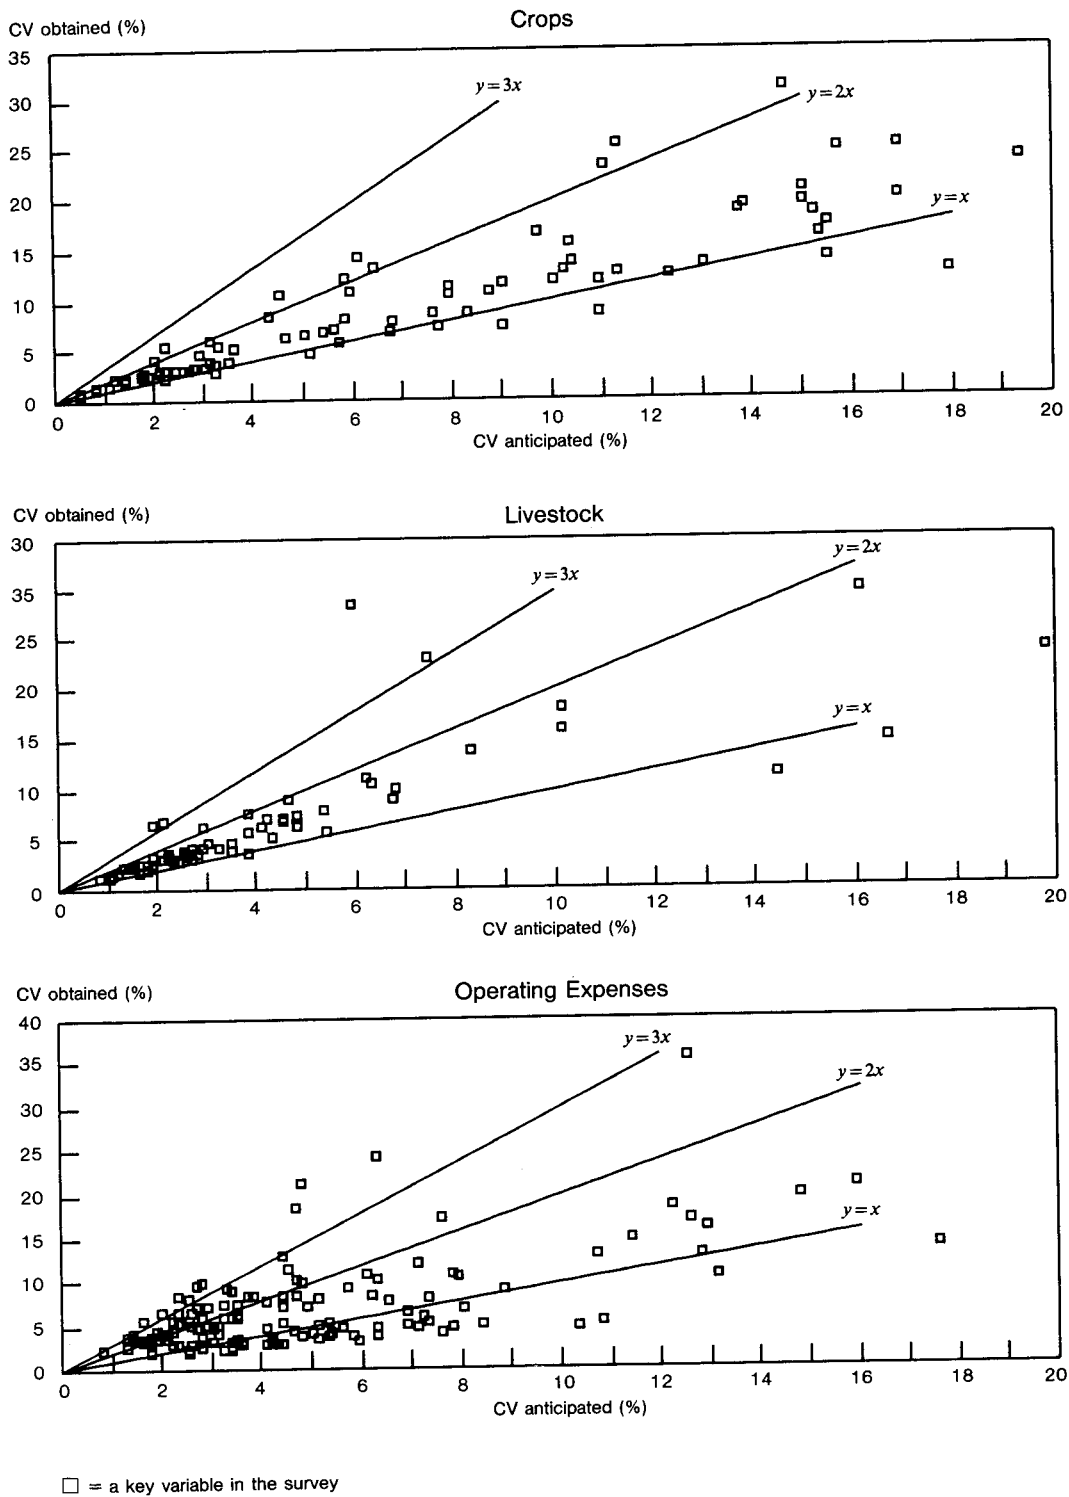 Crops
CV obtained (%)
35
30
25
20
15
10
5
0
y=3x
y=2x
y=x
0 2 4 6 8 10 12 14 16 18 20
CV anticipated (%)
Livestock
CV obtained (%)
30
35
25
20
15
10
5
0
y=3x
y=2x
y=x
0 2 4 6 8 10 12 14 16 18 20
CV anticipated (%)
Operating Expenses
CV obtained (%)
40
35
30
25
20
15
10
5
0
y=3x
y=2x
y=x
0 2 4 6 8 10 12 14 16 18 20
CV anticipated (%)
□ = a key variable in the survey